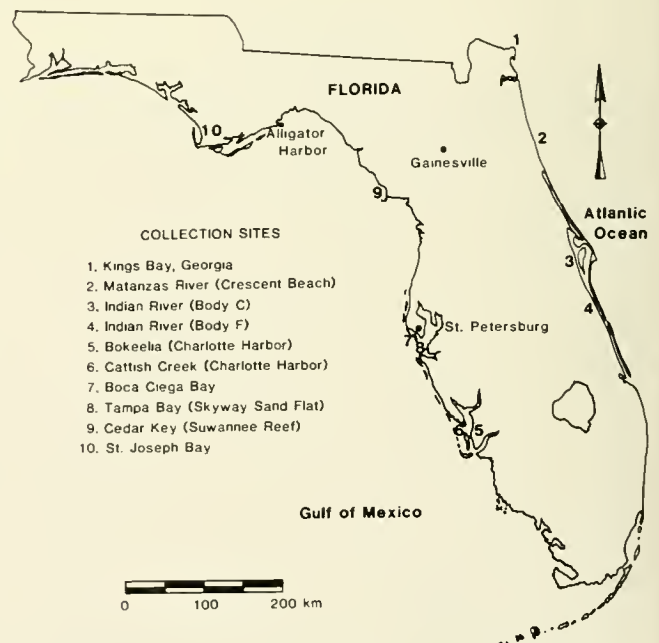 1
FLORIDA
10
Alligator
Harbor
2
Gainesville
9
Atlantic
Ocean
3
4
COLLECTION SITES
1. Kings Bay, Georgia
2. Matanzas River (Crescent Beach)
3. Indian River (Body C)
4. Indian River (Body F)
5. Bokeelia (Charlotte Harbor)
6. Cattish Creek (Charlotte Harbor)
7. Boca Ciega Bay
8. Tampa Bay (Skyway Sand Flat)
9. Cedar Key (Suwannee Reef)
10. St. Joseph Bay
St. Petersburg
8
6 5
Gulf of Mexico
0 100 200 km